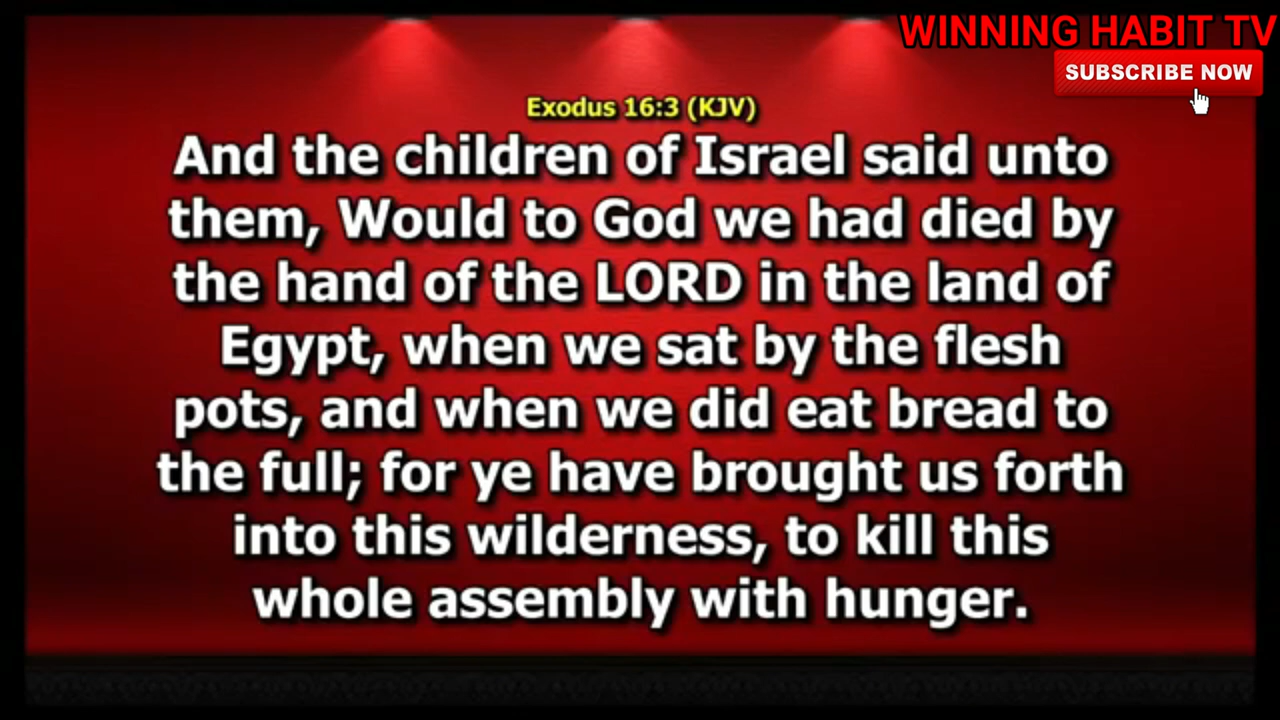 WINNING HABIT TV
SUBSCRIBE NOW
Exodus 16:3 (KJV)
And the children of Israel said unto
them, Would to God we had died by
the hand of the LORD in the land of
Egypt, when we sat by the flesh
pots, and when we did eat bread to
the full; for ye have brought us forth
into this wilderness, to kill this
whole assembly with hunger.